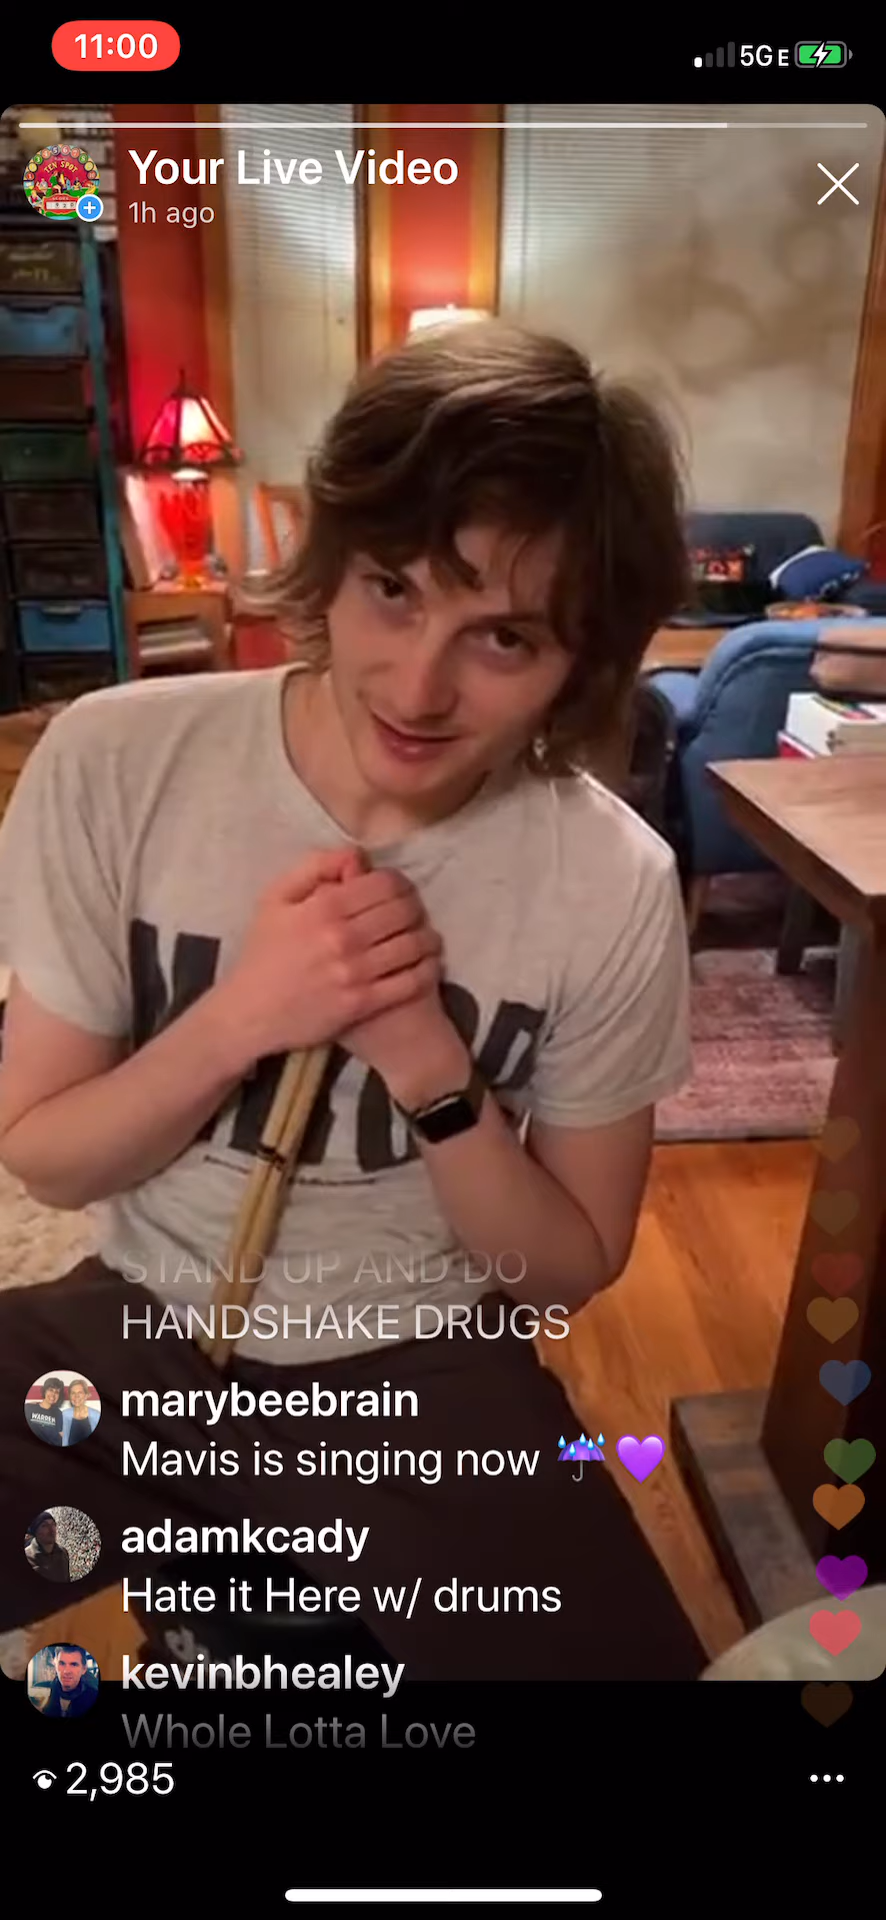 11:00
5G E
Your Live Video
1h ago
STAND UP AND DO
HANDSHAKE DRUGS
marybeebrain
Mavis is singing now ☔💜
adamkcady
Hate it Here w/ drums
kevinbhealey
Whole Lotta Love
2,985